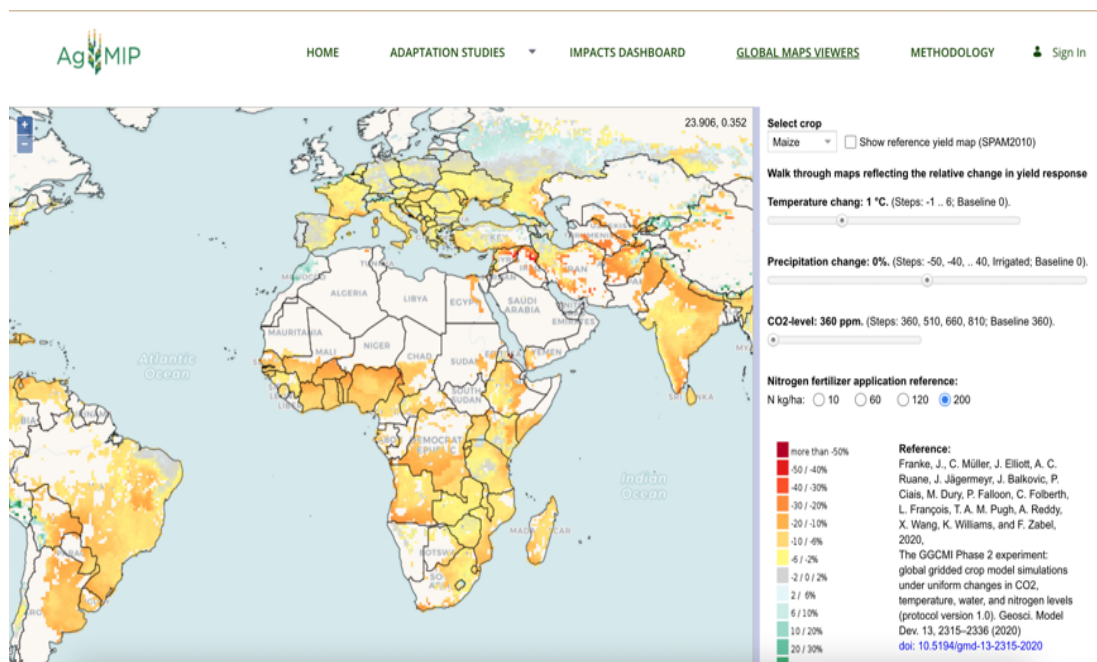 AgMIP
HOME
ADAPTATION STUDIES
IMPACTS DASHBOARD
GLOBAL MAPS VIEWERS
METHODOLOGY
Sign In
+
−
23.906, 0.352
Atlantic
Ocean
Indian
Ocean
MOROCCO
ALGERIA
LIBYA
EGYPT
SAUDI
ARABIA
MAURITANIA
MALI
NIGER
CHAD
SUDAN
YEMEN
SOUTH
SUDAN
DEMOCRAT
REPUBLIC
BOTSWA
MADAGASCAR
IRAN
SRI LANKA
Select crop
Maize
Show reference yield map (SPAM2010)
Walk through maps reflecting the relative change in yield response
Temperature chang: 1 °C. (Steps: -1 .. 6; Baseline 0).
Precipitation change: 0%. (Steps: -50, -40, .. 40, Irrigated; Baseline 0).
CO2-level: 360 ppm. (Steps: 360, 510, 660, 810; Baseline 360).
Nitrogen fertilizer application reference:
N kg/ha: 10 60 120 200
more than -50%
-50 / -40%
-40 / -30%
-30 / -20%
-20 / -10%
-10 / -6%
-6 / -2%
-2 / 0 / 2%
2 / 6%
6 / 10%
10 / 20%
20 / 30%
Reference:
Franke, J., C. Müller, J. Elliott, A. C.
Ruane, J. Jägermeyr, J. Balkovic, P.
Ciais, M. Dury, P. Falloon, C. Folberth,
L. François, T. A. M. Pugh, A. Reddy,
X. Wang, K. Williams, and F. Zabel,
2020,
The GGCMI Phase 2 experiment:
global gridded crop model simulations
under uniform changes in CO2,
temperature, water, and nitrogen levels
(protocol version 1.0). Geosci. Model
Dev. 13, 2315–2336 (2020)
doi: 10.5194/gmd-13-2315-2020